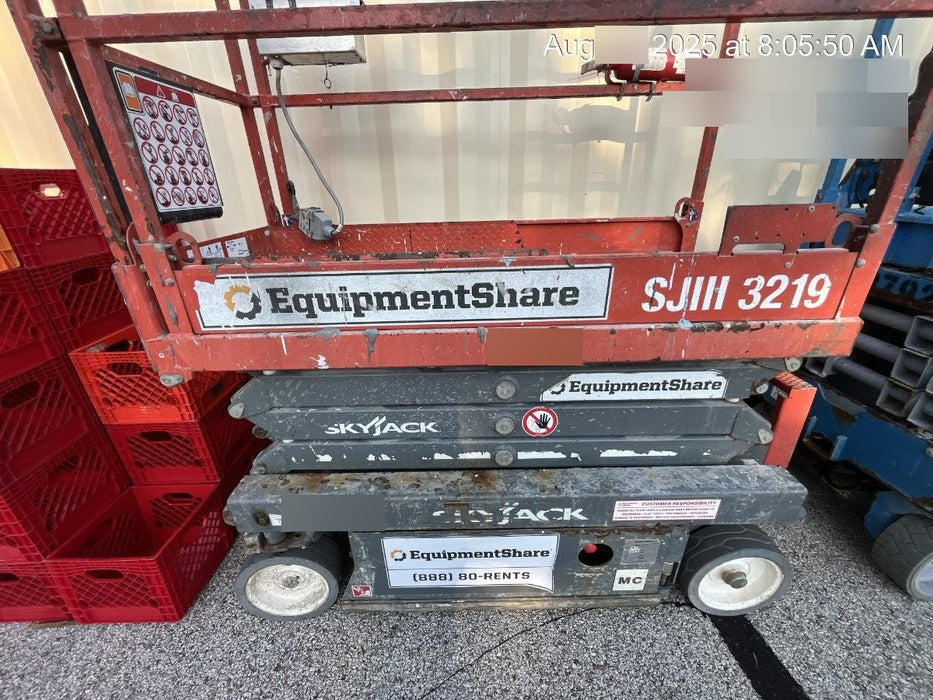 Aug 2025 at 8:05:50 AM
EquipmentShare
SJIII 3219
EquipmentShare
SKYJACK
SKYJACK
CUSTOMER RESPONSIBILITY
EquipmentShare
(888) 80-RENTS
MC